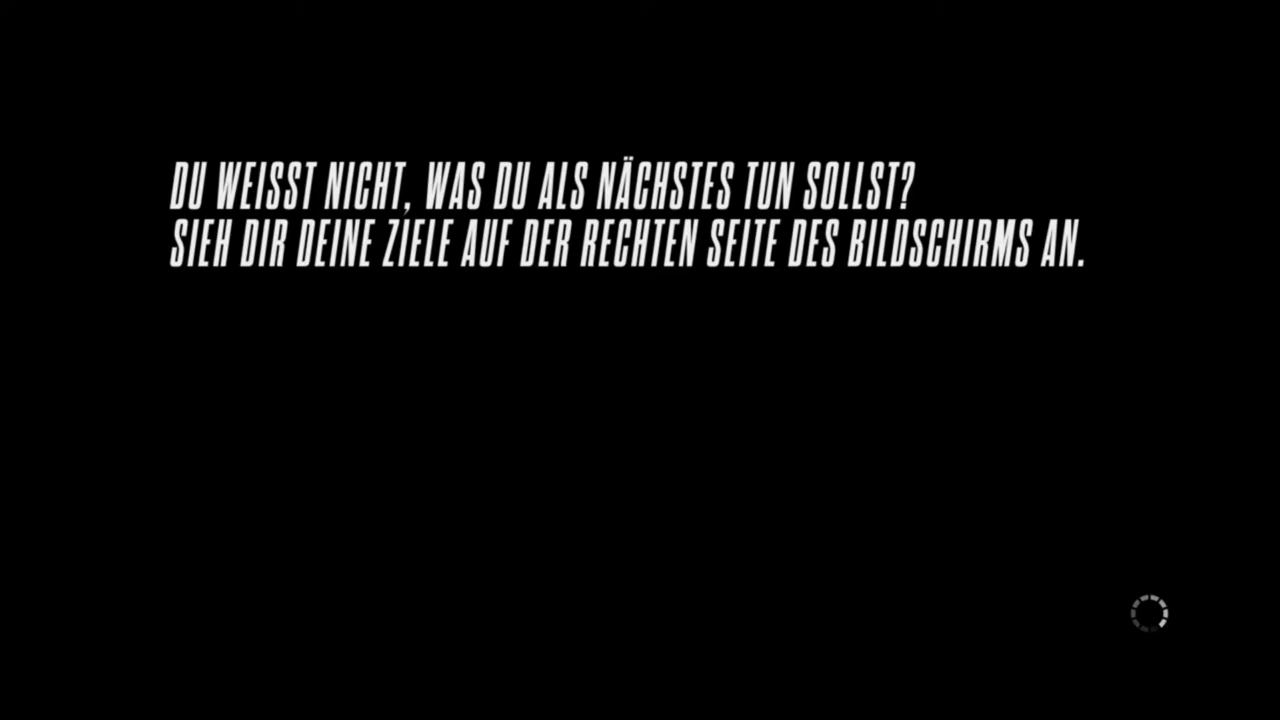 DU WEISST NICHT, WAS DU ALS NÄCHSTES TUN SOLLST?
SIEH DIR DEINE ZIELE AUF DER RECHTEN SEITE DES BILDSCHIRMS AN.